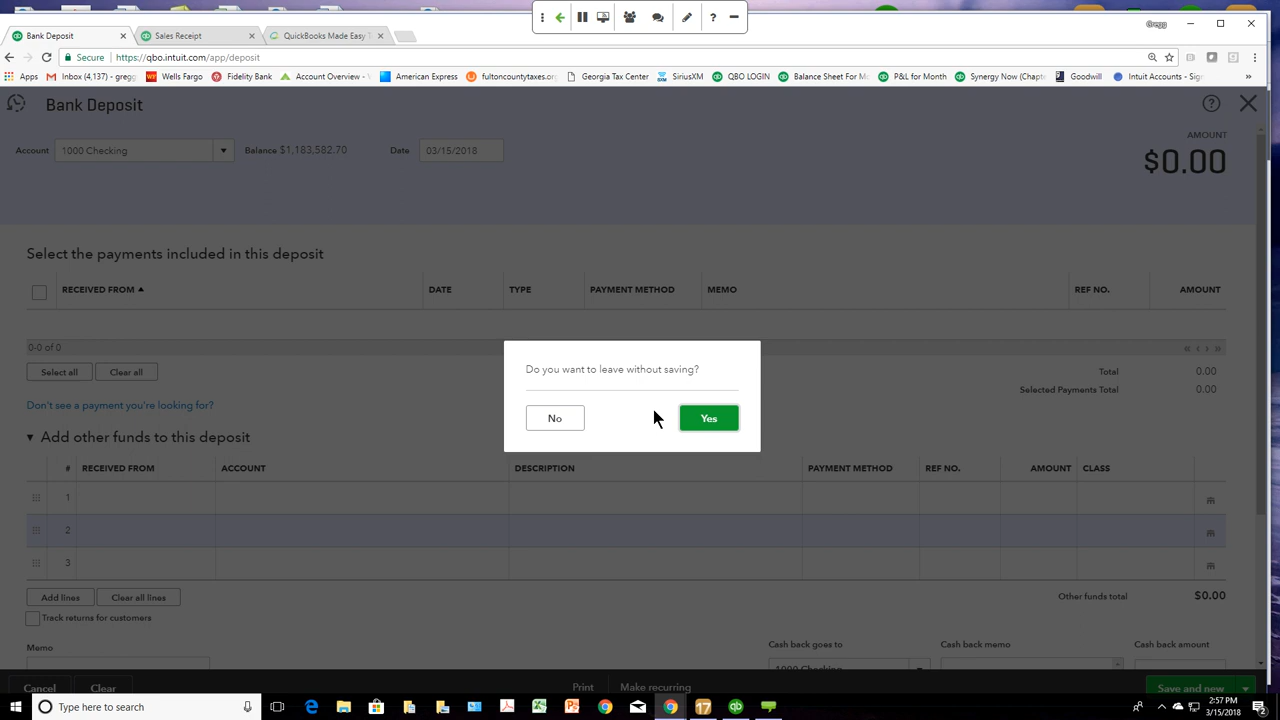 Gregg
Bank Deposit
Sales Receipt
QuickBooks Made Easy T
Secure
https://qbo.intuit.com/app/deposit
Apps
Inbox (4,137) - gregg
Wells Fargo
Fidelity Bank
Account Overview - V
American Express
fultoncountytaxes.org
Georgia Tax Center
SiriusXM
QBO LOGIN
Balance Sheet For Mo
P&L for Month
Synergy Now (Chapte
Goodwill
Intuit Accounts - Sign
»
Bank Deposit
Account
1000 Checking
Balance $1,183,582.70
Date
03/15/2018
AMOUNT
$0.00
Select the payments included in this deposit
RECEIVED FROM
DATE
TYPE
PAYMENT METHOD
MEMO
REF NO.
AMOUNT
0-0 of 0
Select all
Clear all
Total
0.00
Selected Payments Total
0.00
Don't see a payment you're looking for?
Do you want to leave without saving?
No
Yes
Add other funds to this deposit
#
RECEIVED FROM
ACCOUNT
DESCRIPTION
PAYMENT METHOD
REF NO.
AMOUNT
CLASS
1
2
3
Add lines
Clear all lines
Other funds total
$0.00
Track returns for customers
Memo
Cash back goes to
Cash back memo
Cash back amount
1000 Checking
Cancel
Clear
Print
Make recurring
Save and new
Type here to search
17
2:57 PM
3/15/2018
2